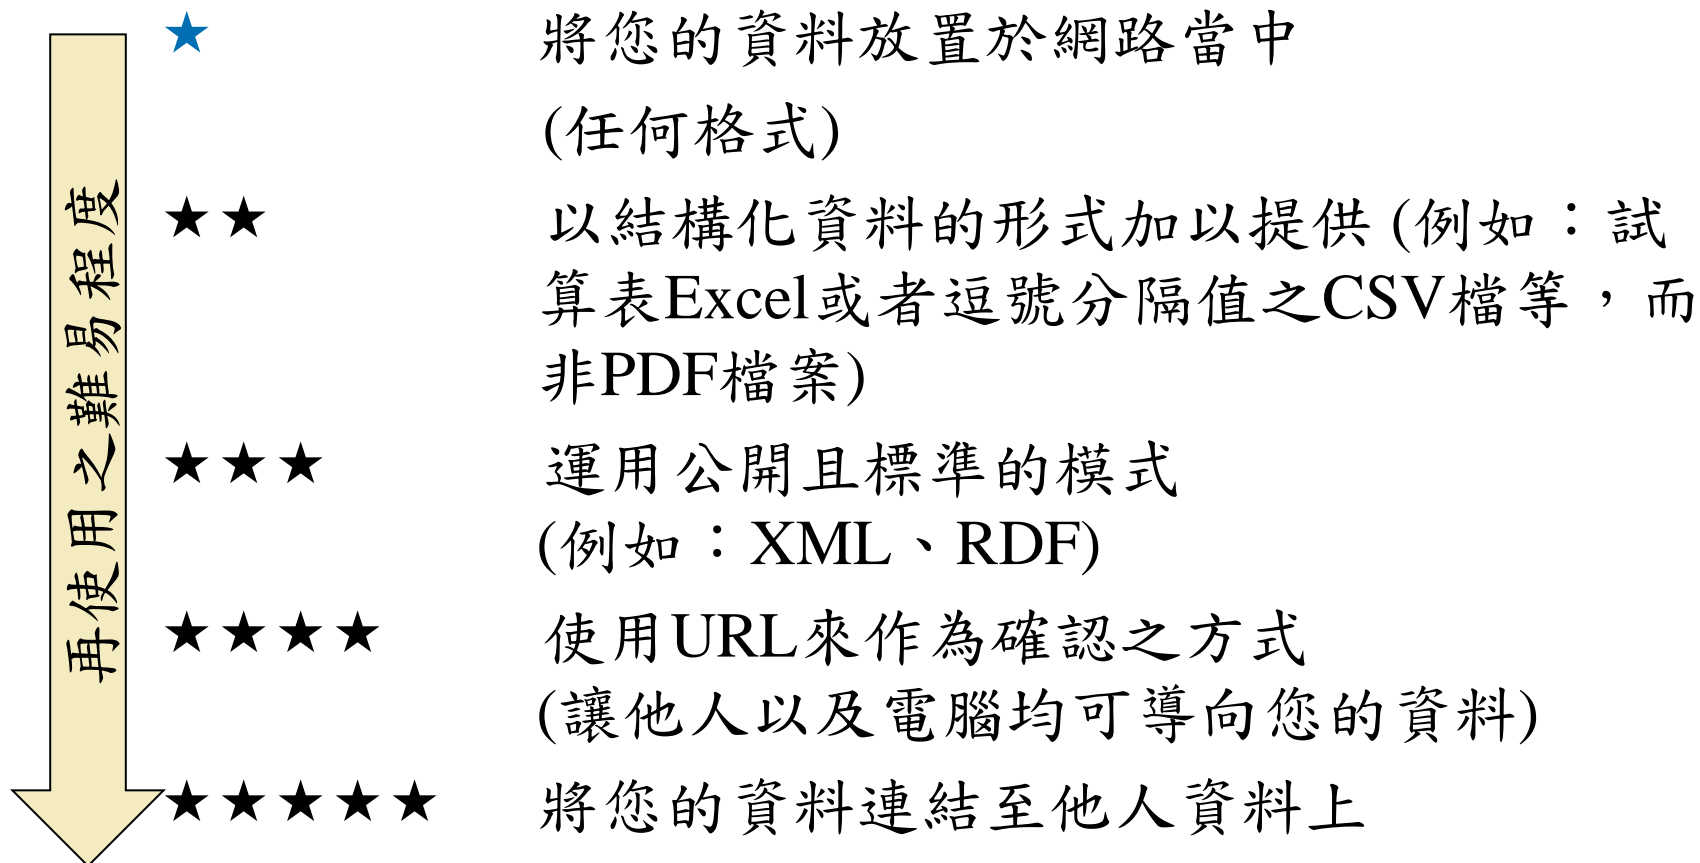 再使用之難易程度
★ 將您的資料放置於網路當中
(任何格式)
★★ 以結構化資料的形式加以提供 (例如：試
算表Excel或者逗號分隔值之CSV檔等，而
非PDF檔案)
★★★ 運用公開且標準的模式
(例如：XML、RDF)
★★★★ 使用URL來作為確認之方式
(讓他人以及電腦均可導向您的資料)
★★★★★ 將您的資料連結至他人資料上